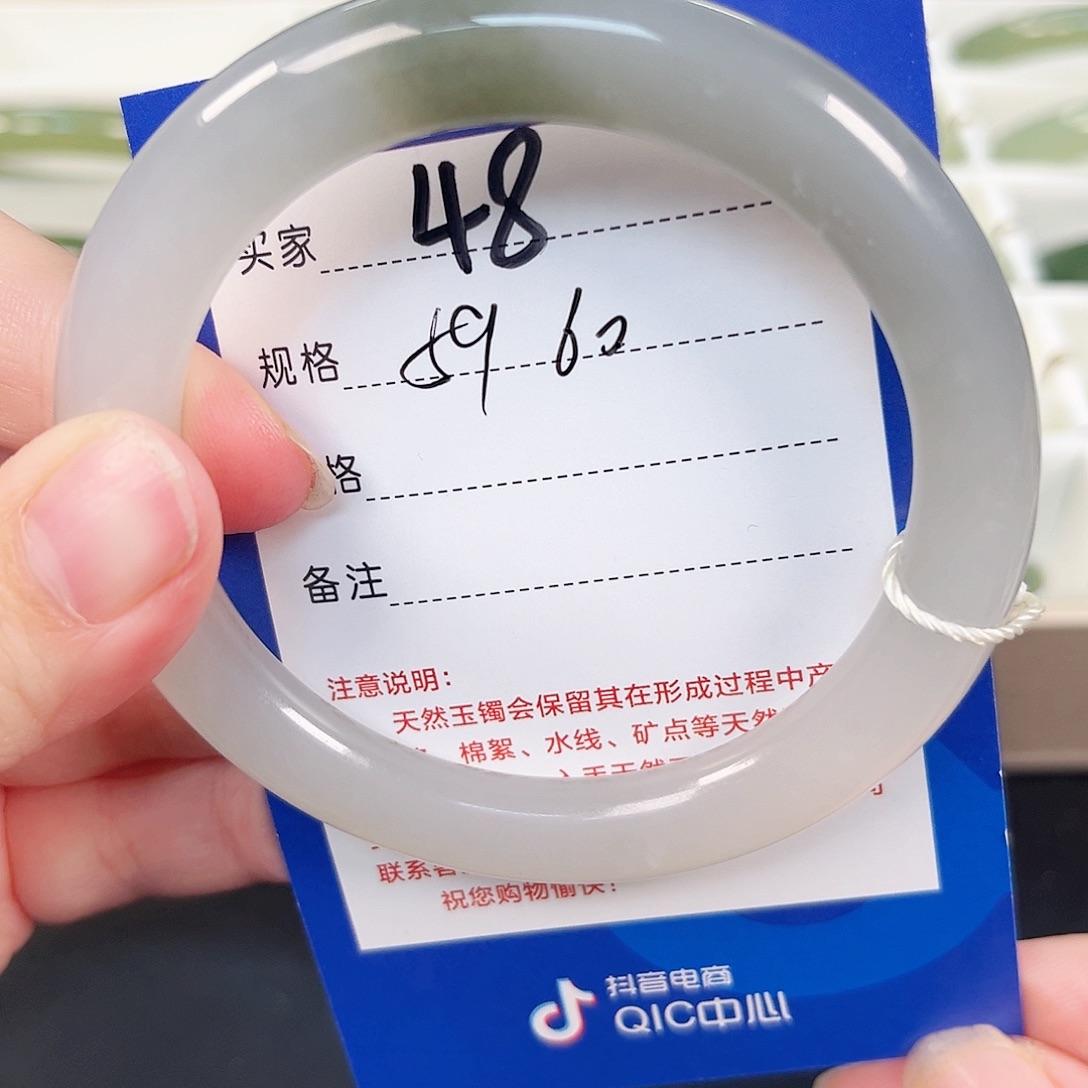 买家 48
规格 59 60
格
备注
注意说明:
天然玉镯会保留其在形成过程中产
、棉絮、水线、矿点等天然
联系客
祝您购物愉快!
抖音电商
QIC中心